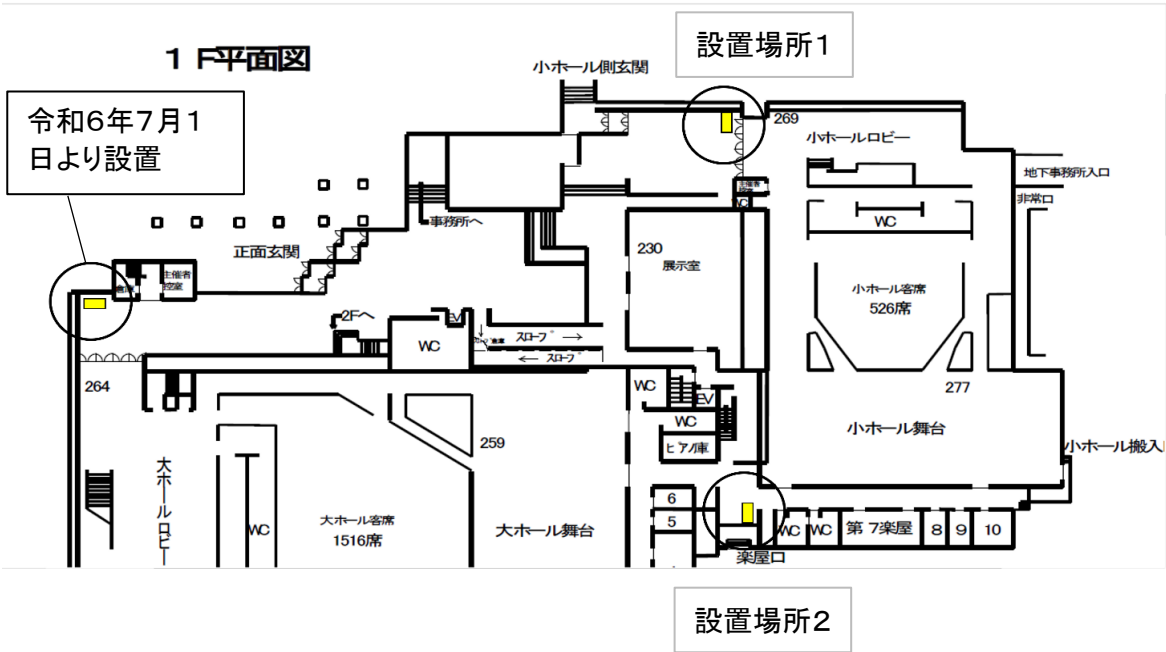 1 F平面図
設置場所1
小ホール側玄関
令和6年7月1
日より設置
269
小ホールロビー
地下事務所入口
主催者
控室
WC
非常口
WC
事務所へ
正面玄関
230
展示室
倉庫
主催者
控室
小ホール客席
526席
2Fへ
EV
WC
スロープ
スロープ
264
WC
EV
277
WC
259
小ホール舞台
ピアノ庫
小ホール搬入口
大ホールロビー
WC
大ホール客席
1516席
大ホール舞台
6
5
WC
WC
第7楽屋
8
9
10
楽屋口
設置場所2